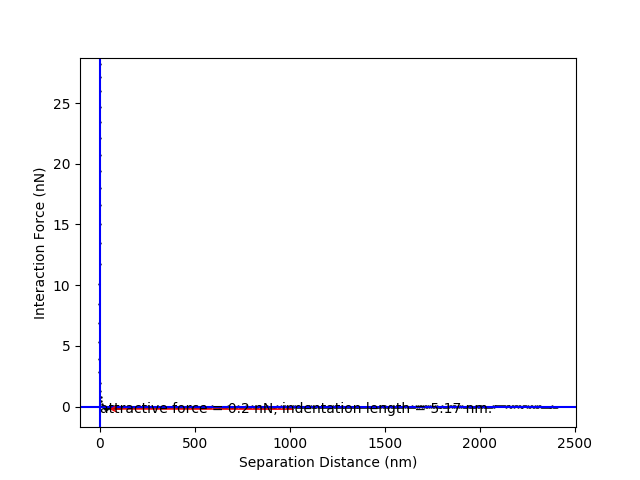 25
20
15
10
5
0
Interaction Force (nN)
attractive force = 0.2 nN, indentation length = 5.17 nm.
0 500 1000 1500 2000 2500
Separation Distance (nm)